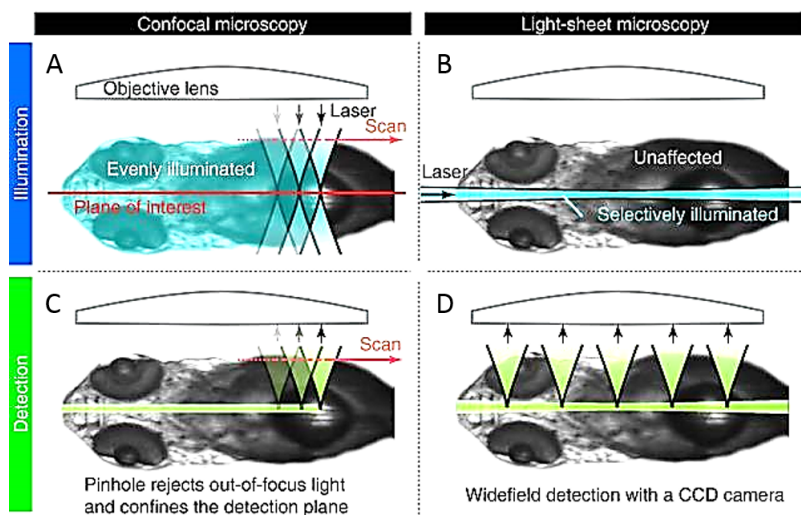 Confocal microscopy
Light-sheet microscopy
Illumination
A
Objective lens
Laser
Scan
Evenly illuminated
Plane of interest
B
Laser
Unaffected
Selectively illuminated
Detection
C
Scan
Pinhole rejects out-of-focus light
and confines the detection plane
D
Widefield detection with a CCD camera